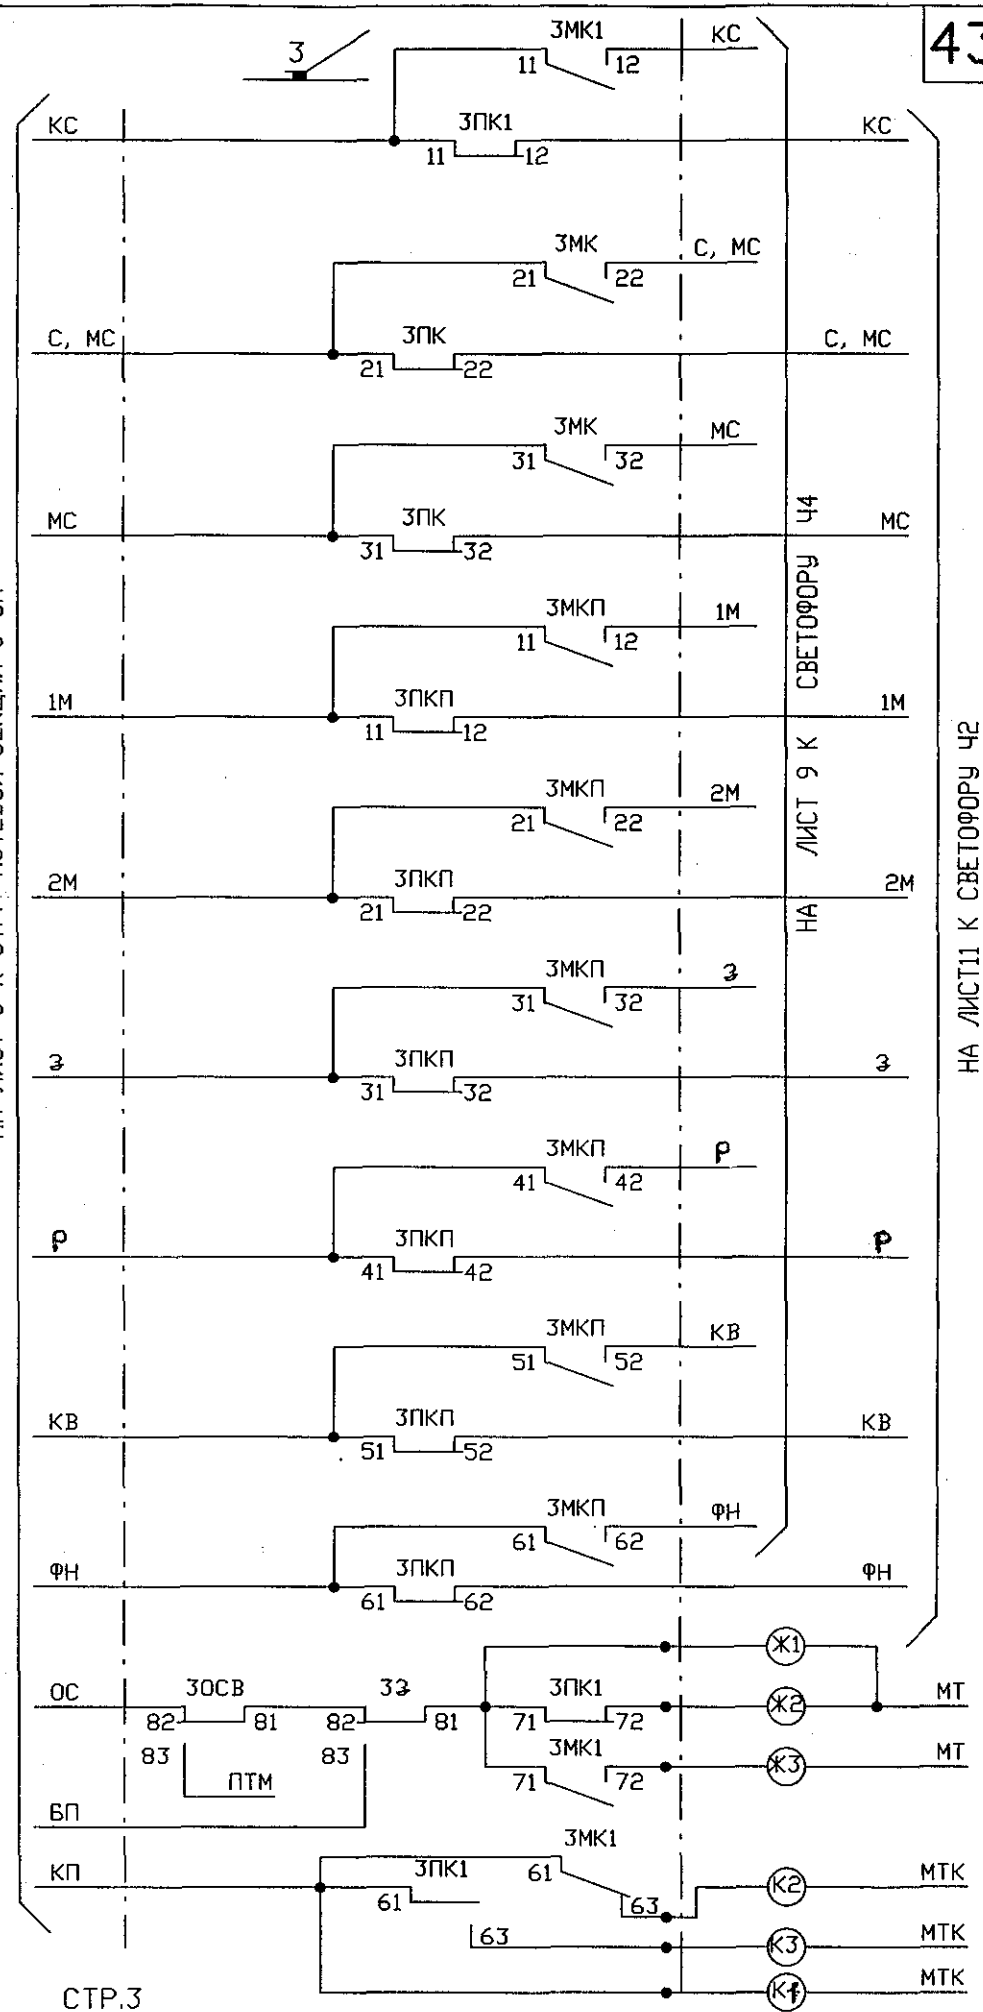 43
3
3МК1
КС
11 12
КС
3ПК1
КС
11 12
3МК
С, МС
21 22
С, МС
3ПК
С, МС
21 22
3МК
МС
31 32
МС
3ПК
МС
31 32
3МКП
1М
11 12
1М
3ПКП
1М
11 12
3МКП
2М
21 22
2М
3ПКП
2М
21 22
3МКП
З
31 32
З
3ПКП
З
31 32
3МКП
Р
41 42
Р
3ПКП
Р
41 42
3МКП
КВ
51 52
КВ
3ПКП
КВ
51 52
3МКП
ФН
61 62
ФН
3ПКП
ФН
61 62
НА ЛИСТ 9 К СВЕТОФОРУ Ч4
НА ЛИСТ11 К СВЕТОФОРУ Ч2
Ж1
ОС
3ОСВ
3З
3ПК1
Ж2
МТ
82 81 82 81 71 72
83 83
3МК1
Ж3
МТ
ПТМ
71 72
БП
3МК1
КП
3ПК1
61
К2
МТК
61
63
63
К3
МТК
К1
МТК
СТР.3